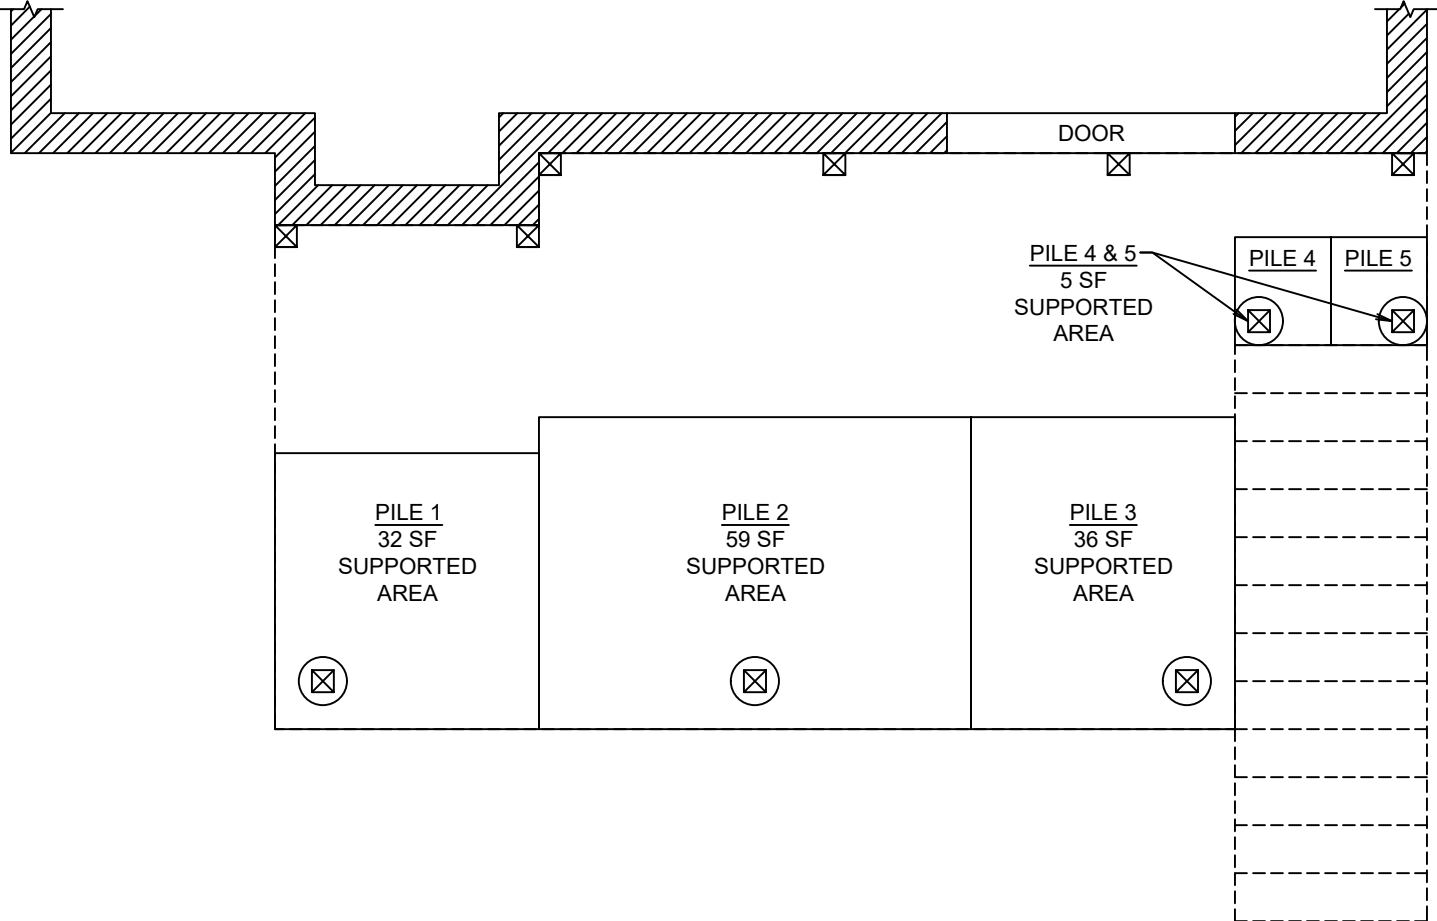 DOOR
PILE 4 & 5
5 SF
SUPPORTED
AREA
PILE 4
PILE 5
PILE 1
32 SF
SUPPORTED
AREA
PILE 2
59 SF
SUPPORTED
AREA
PILE 3
36 SF
SUPPORTED
AREA